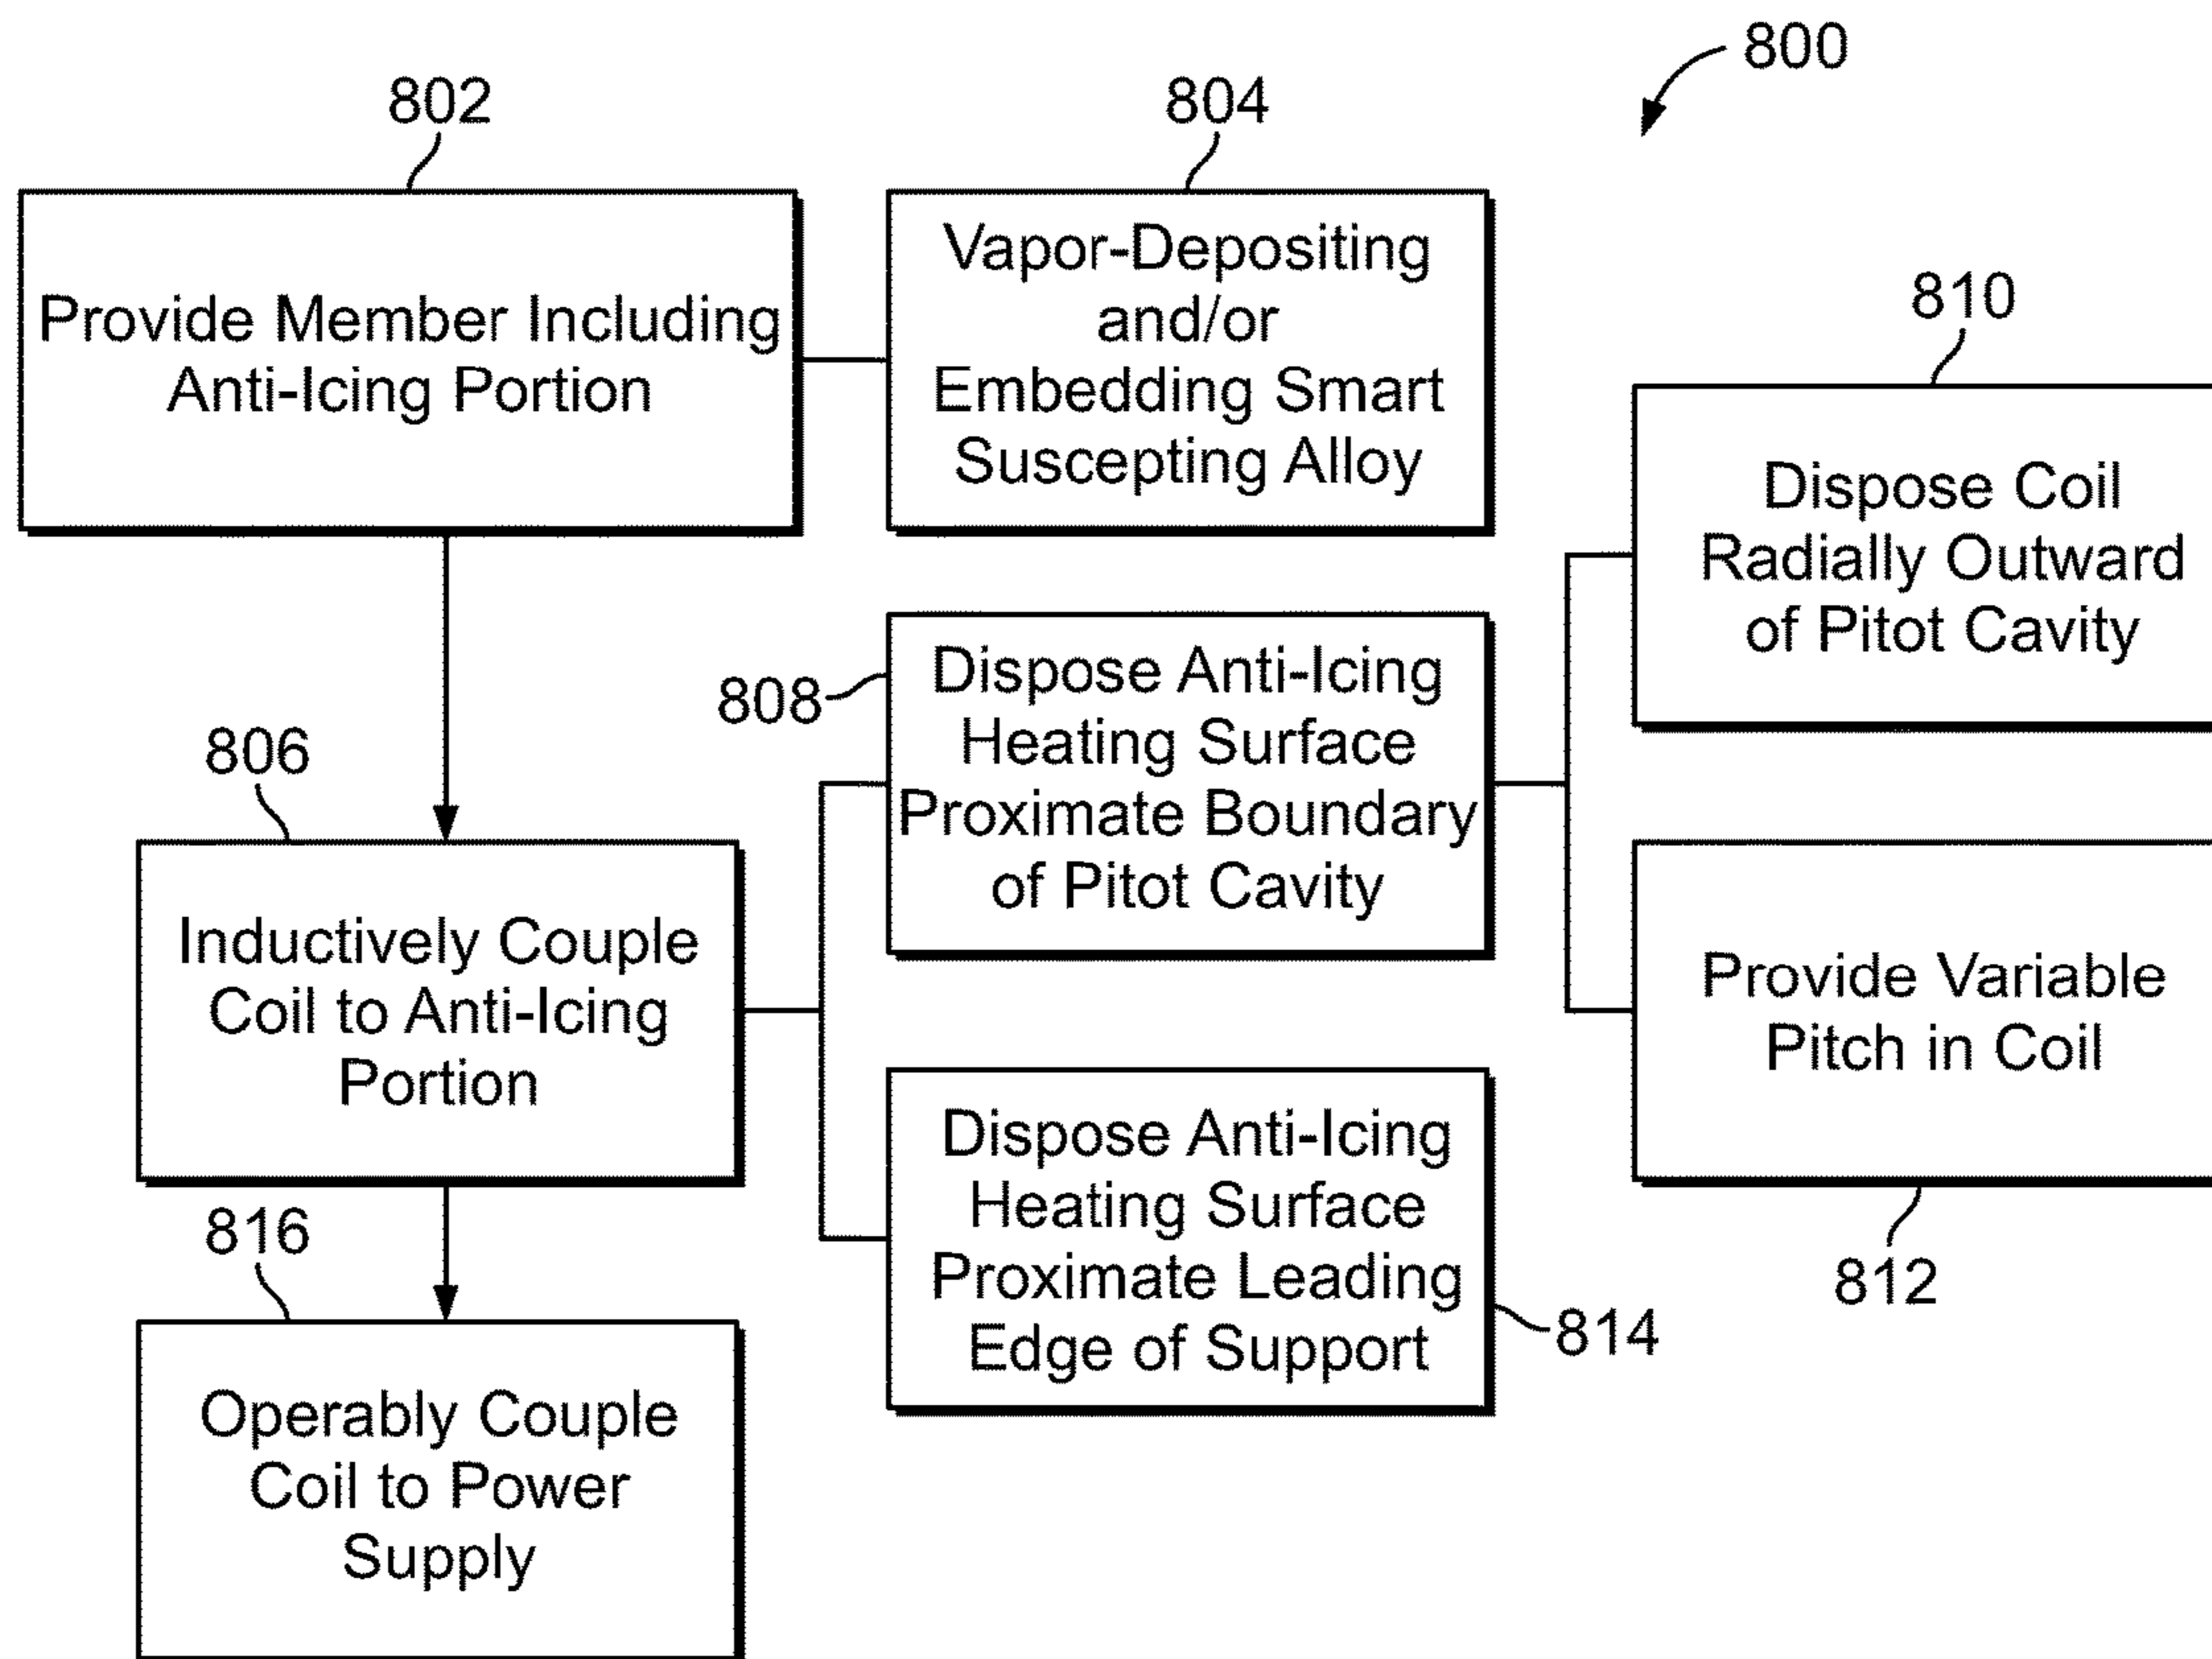 800
802
Provide Member Including
Anti-Icing Portion
804
Vapor-Depositing
and/or
Embedding Smart
Suscepting Alloy
806
Inductively Couple
Coil to Anti-Icing
Portion
808
Dispose Anti-Icing
Heating Surface
Proximate Boundary
of Pitot Cavity
810
Dispose Coil
Radially Outward
of Pitot Cavity
Provide Variable
Pitch in Coil
812
Dispose Anti-Icing
Heating Surface
Proximate Leading
Edge of Support
814
816
Operably Couple
Coil to Power
Supply